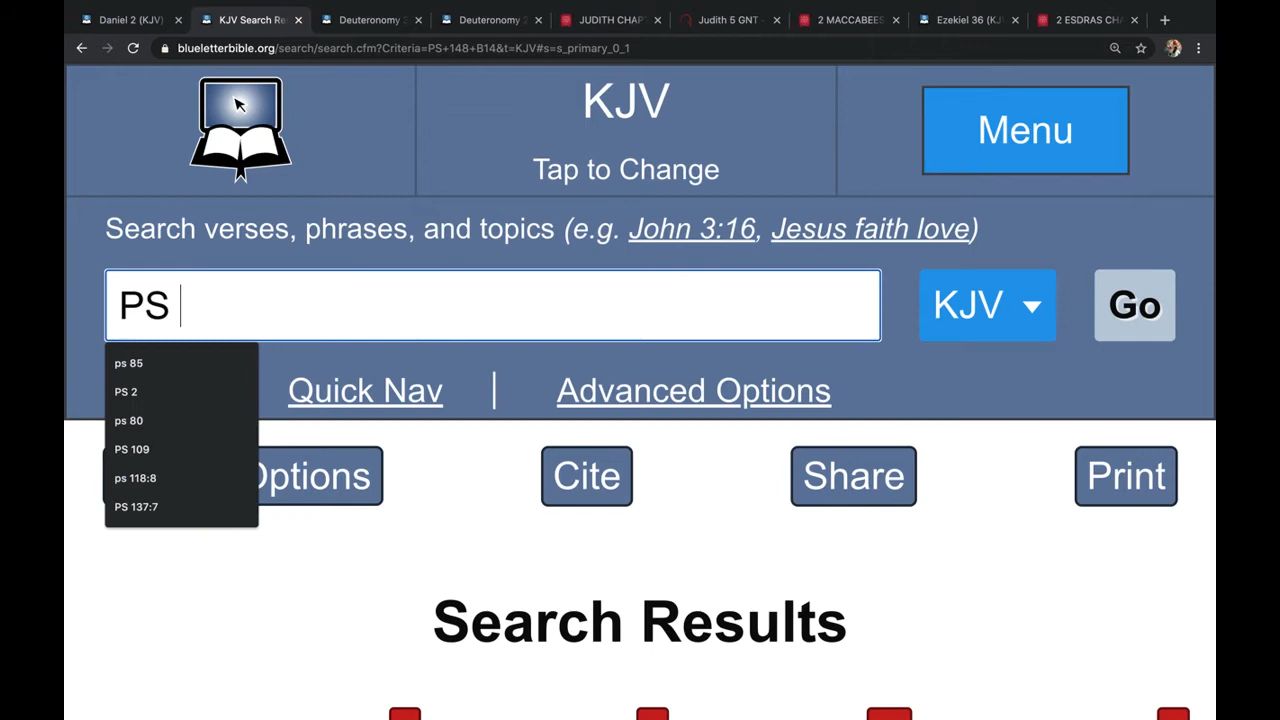 Daniel 2 (KJV)
KJV Search Re
Deuteronomy 3
Deuteronomy 2
JUDITH CHAP
Judith 5 GNT -
2 MACCABEES
Ezekiel 36 (KJ
2 ESDRAS CH
blueletterbible.org/search/search.cfm?Criteria=PS+148+B14&t=KJV#s=s_primary_0_1
KJV
Tap to Change
Menu
Search verses, phrases, and topics (e.g. John 3:16, Jesus faith love)
PS
KJV
Go
ps 85
PS 2
ps 80
PS 109
ps 118:8
PS 137:7
Quick Nav | Advanced Options
Options
Cite
Share
Print
Search Results